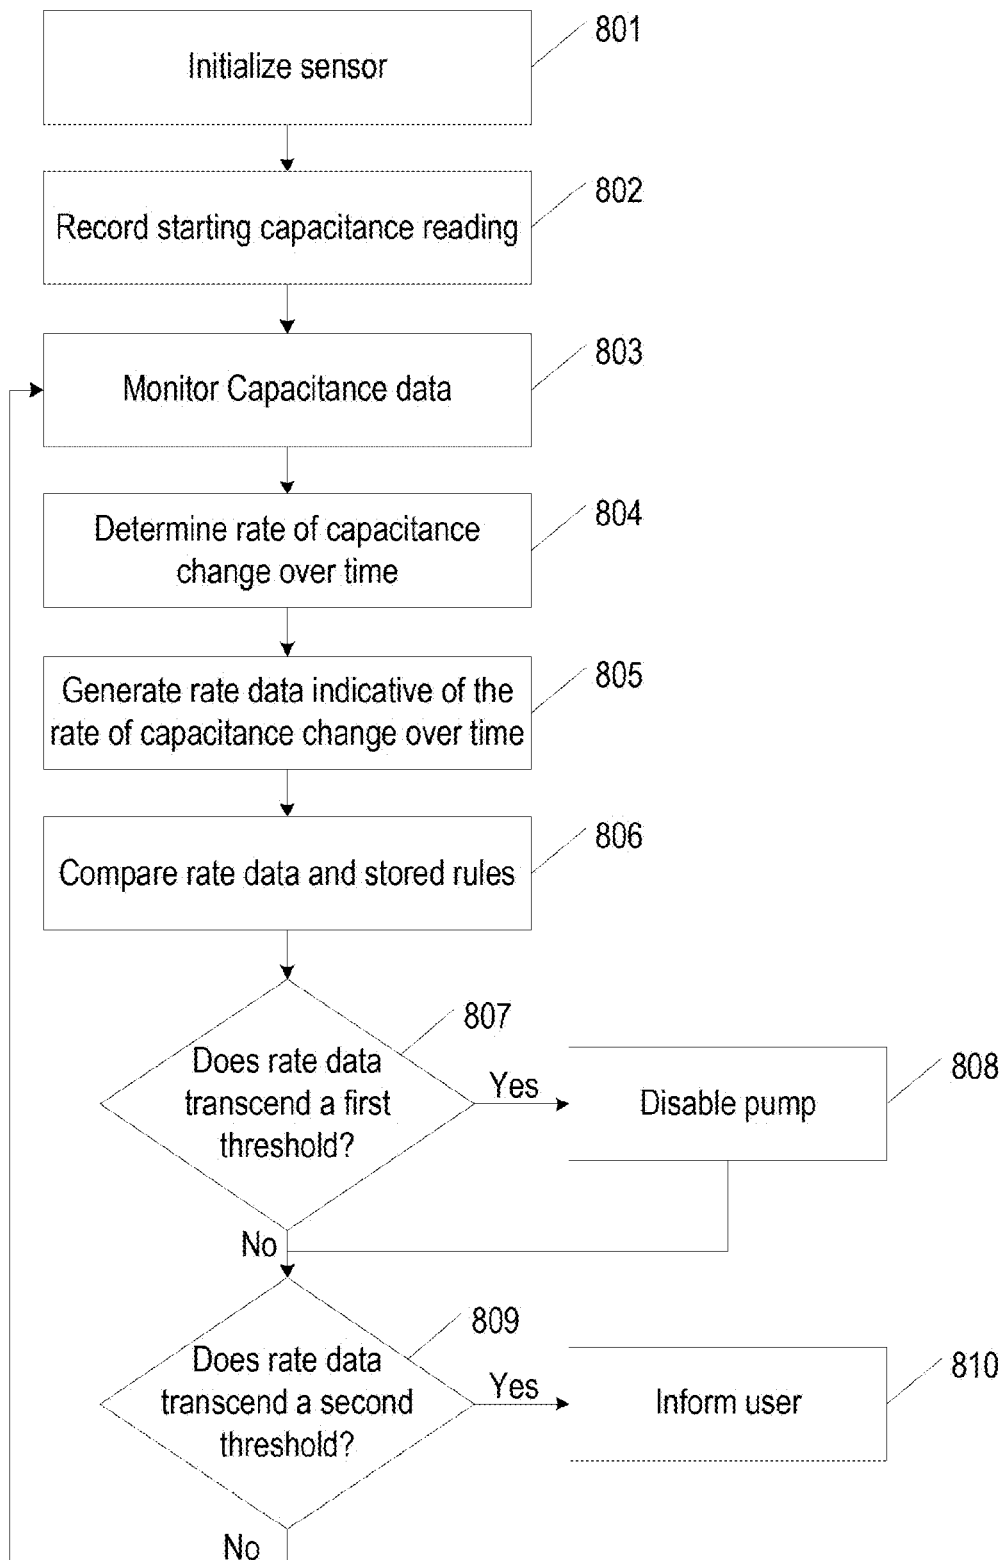 801
Initialize sensor
802
Record starting capacitance reading
803
Monitor Capacitance data
804
Determine rate of capacitance
change over time
805
Generate rate data indicative of the
rate of capacitance change over time
806
Compare rate data and stored rules
807
Does rate data
transcend a first
threshold?
Yes
808
Disable pump
No
809
Does rate data
transcend a second
threshold?
Yes
810
Inform user
No